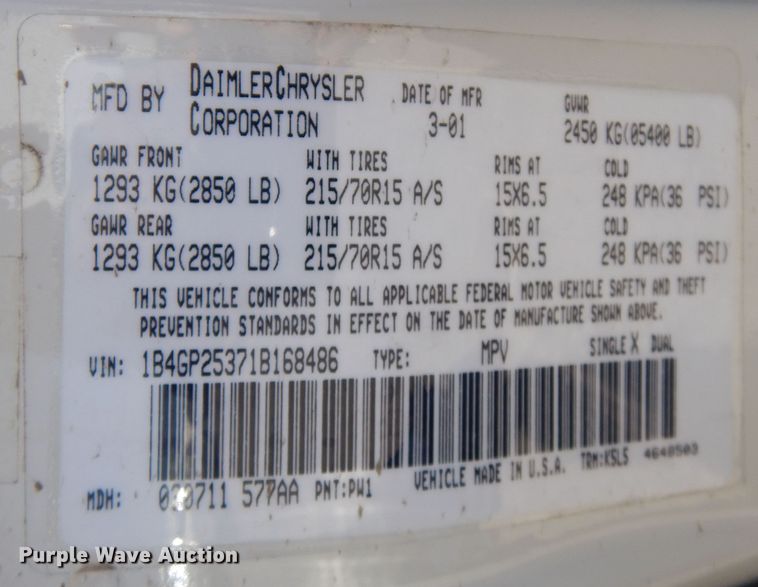 MFD BY DAIMLERCHRYSLER CORPORATION DATE OF MFR 3-01 GVWR 2450 KG(05400 LB)
GAWR FRONT WITH TIRES RIMS AT COLD
1293 KG(2850 LB) 215/70R15 A/S 15X6.5 248 KPA(36 PSI)
GAWR REAR WITH TIRES RIMS AT COLD
1293 KG(2850 LB) 215/70R15 A/S 15X6.5 248 KPA(36 PSI)
THIS VEHICLE CONFORMS TO ALL APPLICABLE FEDERAL MOTOR VEHICLE SAFETY AND THEFT
PREVENTION STANDARDS IN EFFECT ON THE DATE OF MANUFACTURE SHOWN ABOVE.
VIN: 1B4GP25371B168486 TYPE: MPV SINGLE X DUAL
MDH: 577AA PNT:PW1 VEHICLE MADE IN U.S.A. TRM:K5L5 4648503
Purple Wave Auction